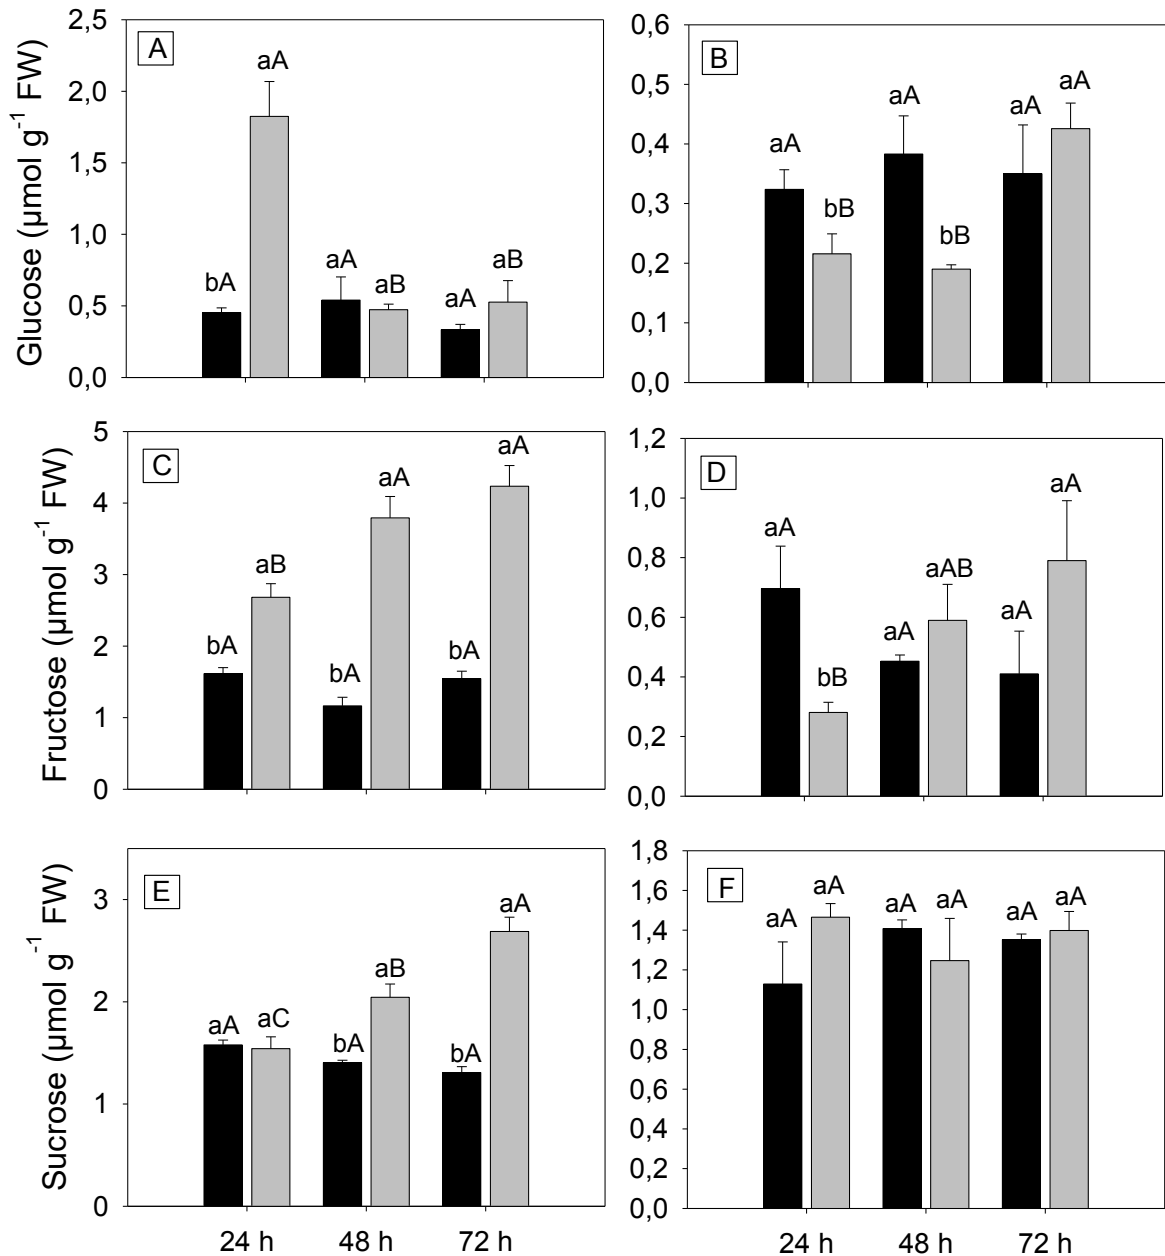 Glucose (µmol g⁻¹ FW)
2,5
2,0
1,5
1,0
0,5
0,0
A
bA
aA
aA
aB
aA
aB
0,6
0,5
0,4
0,3
0,2
0,1
0,0
B
aA
bB
aA
bB
aA
aA
Fructose (µmol g⁻¹ FW)
5
4
3
2
1
0
C
bA
aB
bA
aA
bA
aA
1,2
1,0
0,8
0,6
0,4
0,2
0,0
D
aA
bB
aA
aAB
aA
aA
Sucrose (µmol g⁻¹ FW)
3
2
1
0
E
aA
aC
bA
aB
bA
aA
24 h
48 h
72 h
1,8
1,6
1,4
1,2
1,0
0,8
0,6
0,4
0,2
0,0
F
aA
aA
aA
aA
aA
aA
24 h
48 h
72 h